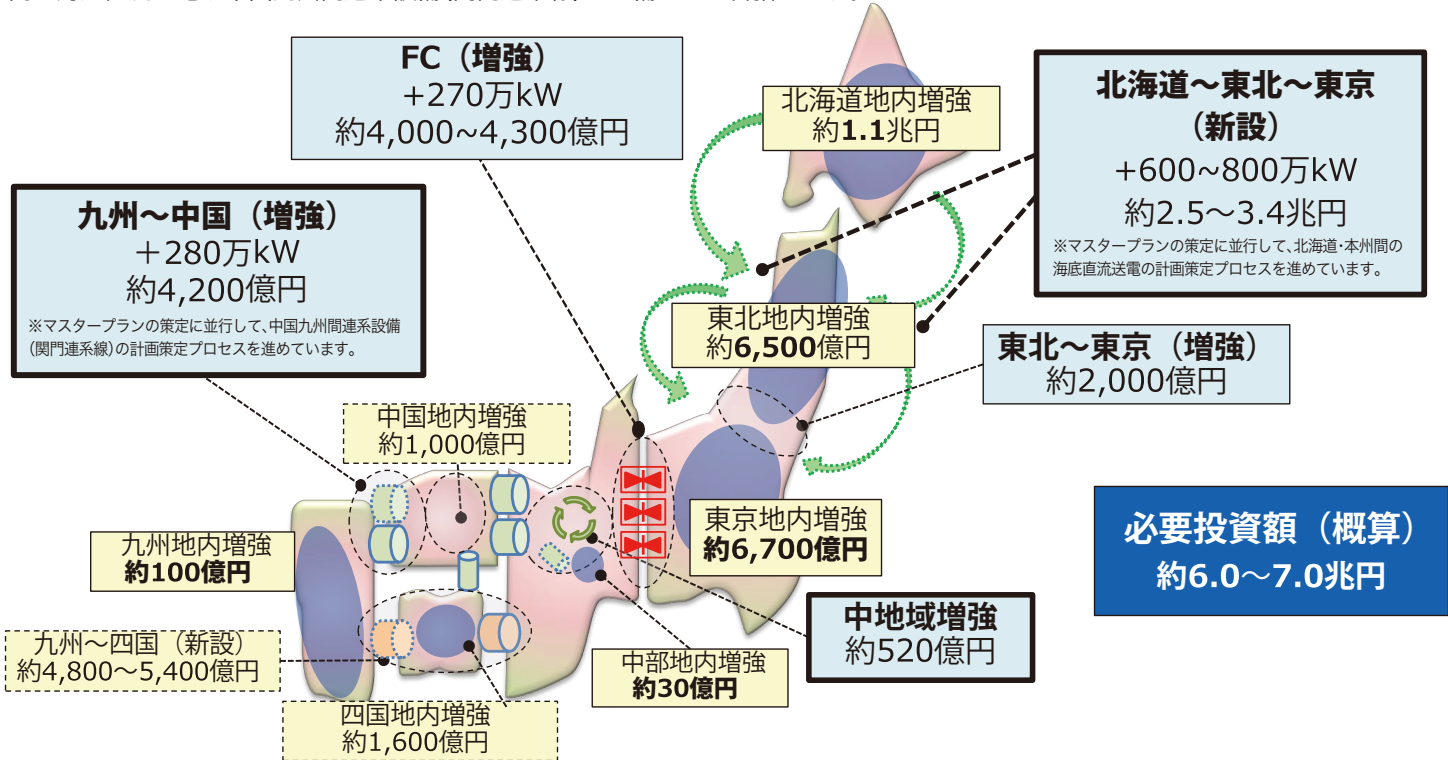 FC（増強）
+270万kW
約4,000~4,300億円
北海道地内増強
約1.1兆円
北海道～東北～東京
（新設）
+600~800万kW
約2.5～3.4兆円
※マスタープランの策定に並行して、北海道・本州間の
海底直流送電の計画策定プロセスを進めています。
九州～中国（増強）
＋280万kW
約4,200億円
※マスタープランの策定に並行して、中国九州間連系設備
(関門連系線)の計画策定プロセスを進めています。
東北地内増強
約6,500億円
東北～東京（増強）
約2,000億円
中国地内増強
約1,000億円
九州地内増強
約100億円
東京地内増強
約6,700億円
必要投資額（概算）
約6.0～7.0兆円
中地域増強
約520億円
九州～四国（新設）
約4,800～5,400億円
中部地内増強
約30億円
四国地内増強
約1,600億円